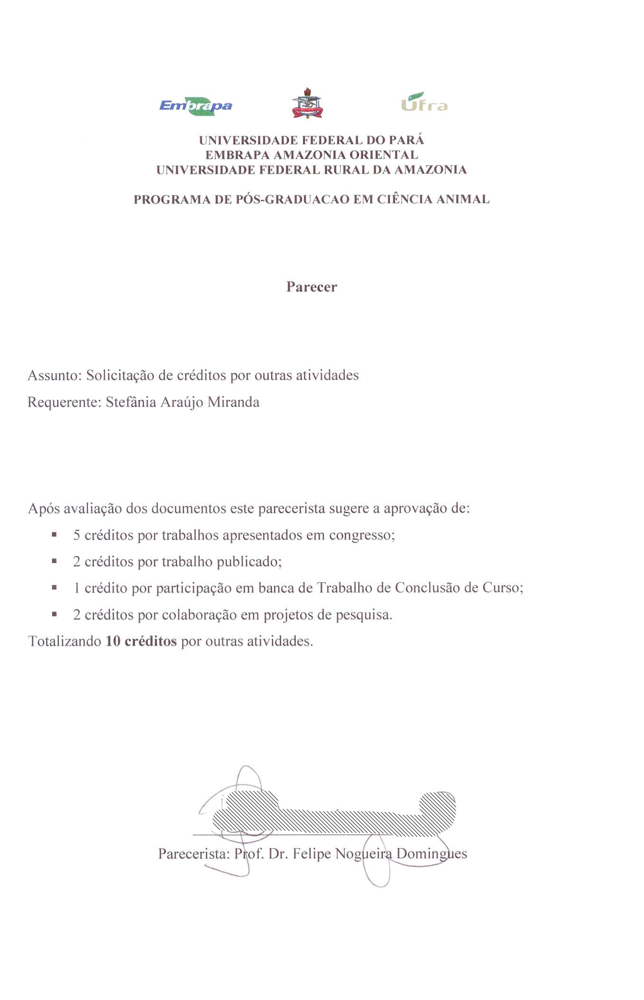 Embrapa
Ufra
UNIVERSIDADE FEDERAL DO PARÁ
EMBRAPA AMAZONIA ORIENTAL
UNIVERSIDADE FEDERAL RURAL DA AMAZONIA
PROGRAMA DE PÓS-GRADUACAO EM CIÊNCIA ANIMAL
Parecer
Assunto: Solicitação de créditos por outras atividades
Requerente: Stefânia Araújo Miranda
Após avaliação dos documentos este parecerista sugere a aprovação de:
▪ 5 créditos por trabalhos apresentados em congresso;
▪ 2 créditos por trabalho publicado;
▪ 1 crédito por participação em banca de Trabalho de Conclusão de Curso;
▪ 2 créditos por colaboração em projetos de pesquisa.
Totalizando 10 créditos por outras atividades.
Parecerista: Prof. Dr. Felipe Nogueira Domingues